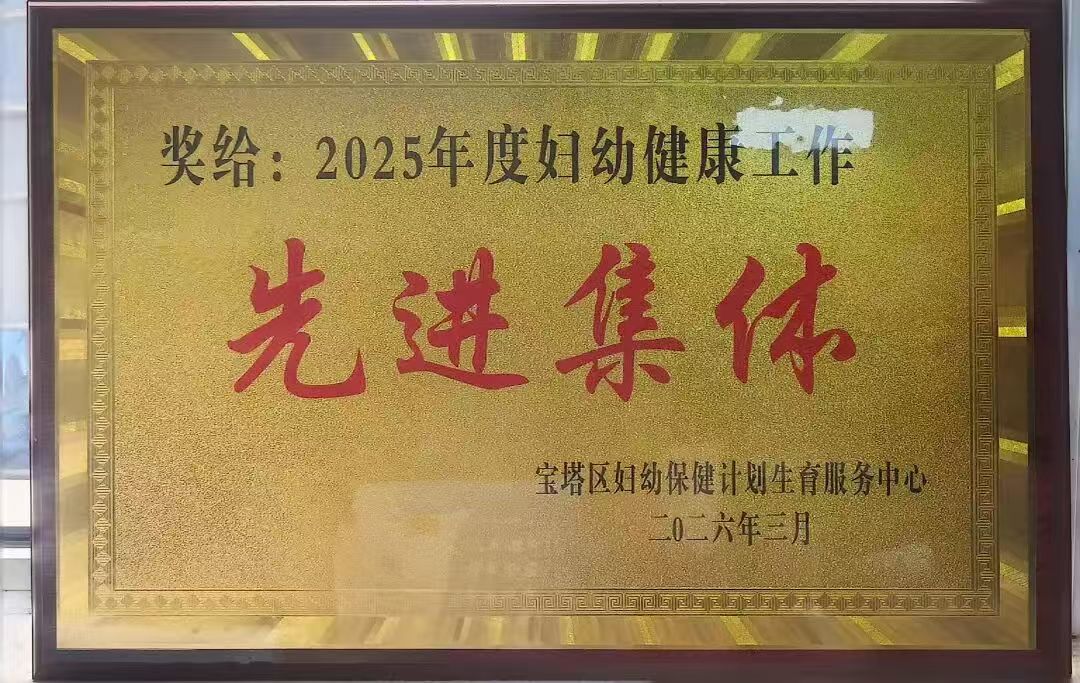 奖给：2025年度妇幼健康工作
先进集体
宝塔区妇幼保健计划生育服务中心
二0二六年三月